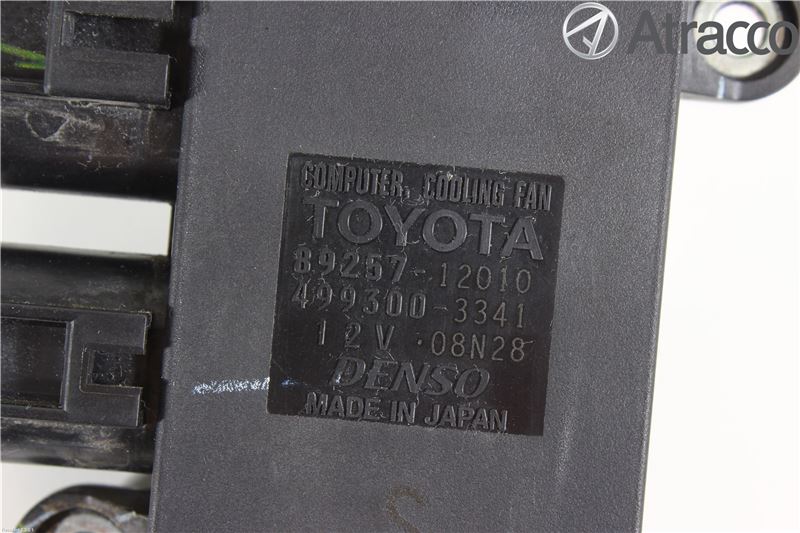 Atracco
COMPUTER, COOLING FAN
TOYOTA
89257-12010
499300-3341
12V ·08N28
DENSO
MADE IN JAPAN